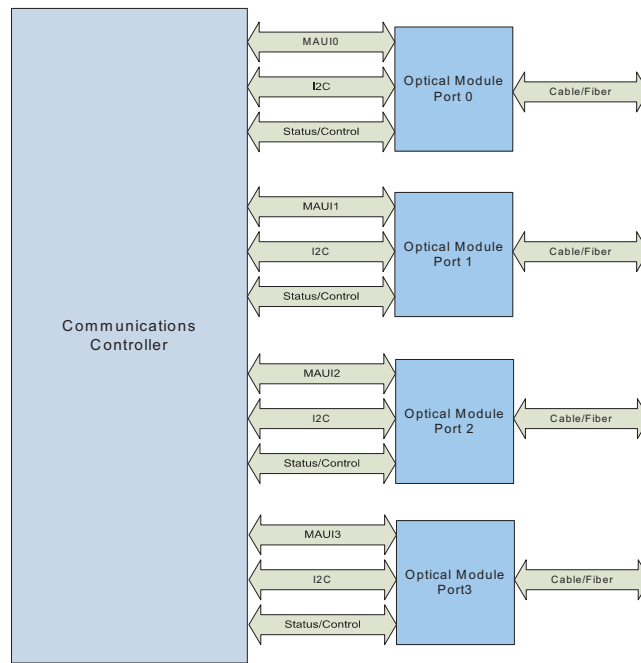 MAUI0
I2C
Status/Control
Optical Module
Port 0
Cable/Fiber
MAUI1
I2C
Status/Control
Optical Module
Port 1
Cable/Fiber
Communications
Controller
MAUI2
I2C
Status/Control
Optical Module
Port 2
Cable/Fiber
MAUI3
I2C
Status/Control
Optical Module
Port3
Cable/Fiber